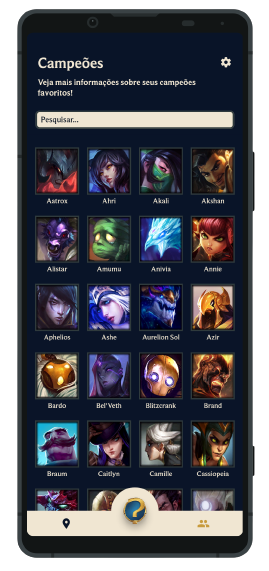 Campeões
Veja mais informações sobre seus campeões
favoritos!
Pesquisar...
Aatrox Ahri Akali Akshan
Alistar Amumu Anivia Annie
Aphelios Ashe Aurelion Sol Azir
Bardo Bel'Veth Blitzcrank Brand
Braum Caitlyn Camille Cassiopeia